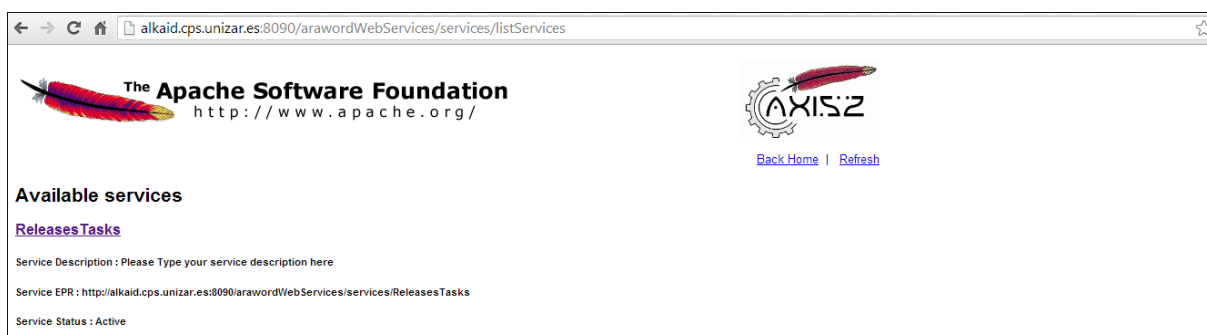 alkaid.cps.unizar.es:8090/arawordWebServices/services/listServices
The Apache Software Foundation
http://www.apache.org/
AXIS2
Back Home | Refresh
Available services
ReleasesTasks
Service Description : Please Type your service description here
Service EPR : http://alkaid.cps.unizar.es:8090/arawordWebServices/services/ReleasesTasks
Service Status : Active